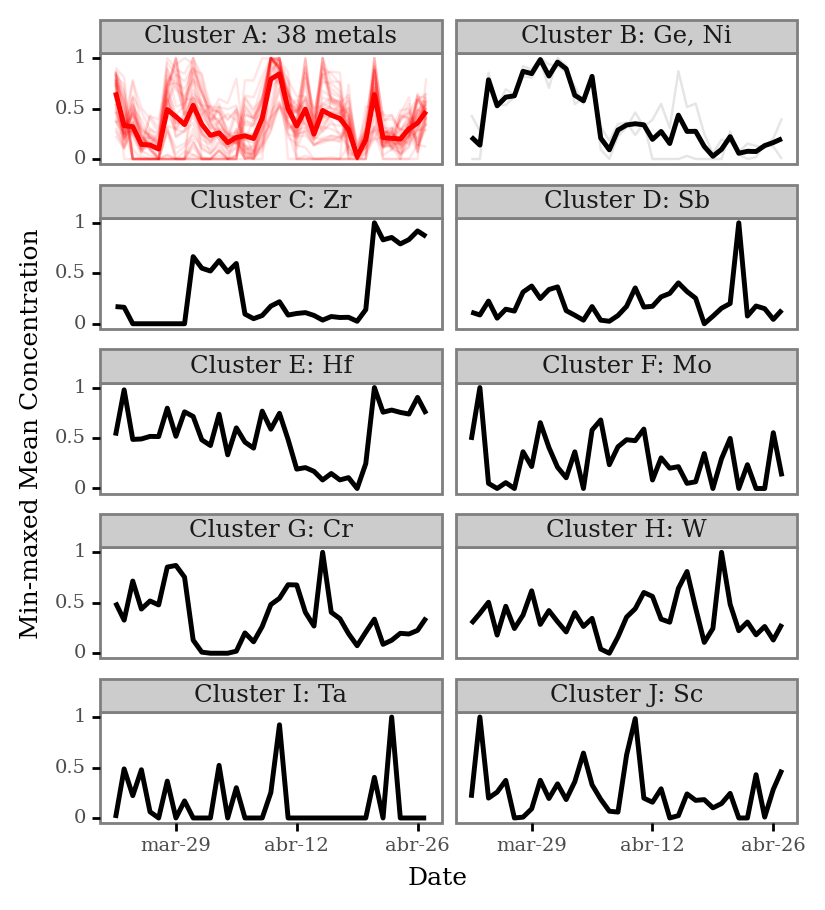 Cluster A: 38 metals
Cluster B: Ge, Ni
1
0.5
0
Cluster C: Zr
Cluster D: Sb
1
0.5
0
Cluster E: Hf
Cluster F: Mo
1
0.5
0
Cluster G: Cr
Cluster H: W
1
0.5
0
Cluster I: Ta
Cluster J: Sc
1
0.5
0
mar-29
abr-12
abr-26
mar-29
abr-12
abr-26
Date
Min-maxed Mean Concentration